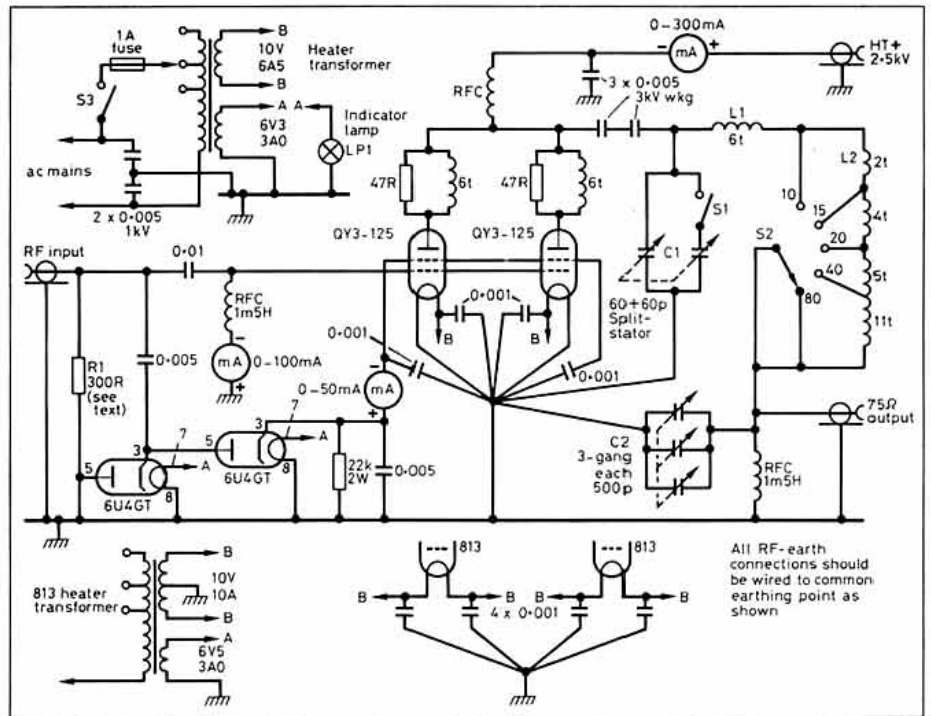 1A
fuse
S3
ac mains
2 x 0·005
1kV
B
10V
6A5
B
Heater
transformer
A A
6V3
3A0
Indicator
lamp
LP1
0-300mA
- mA +
HT+
2·5kV
RFC
3 x 0·005
3kV wkg
L1
6t
L2
2t
4t
5t
11t
10
15
20
40
80
S2
47R
6t
47R
6t
S1
C1
60+60p
Split-
stator
QY3-125
QY3-125
RF input
0·01
RFC
1m5H
-
mA
+
0-100mA
0·001
B
B
0·001
0·001
0-50mA
-
mA
+
R1
300R
(see
text)
0·005
5
3
7
A
8
6U4GT
5
3
7
A
8
6U4GT
22k
2W
0·005
C2
3-gang
each
500p
75Ω
output
RFC
1m5H
813 heater
transformer
B
10V
10A
B
A
6V5
3A0
813
B
B
4 x 0·001
813
B
B
All RF-earth
connections should
be wired to common
earthing point as
shown